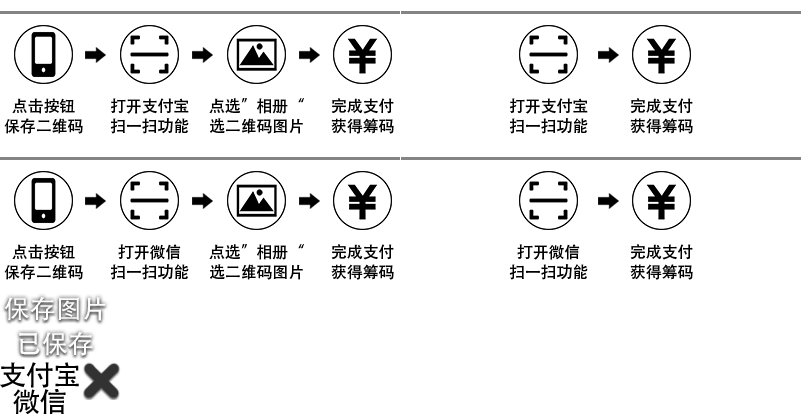 点击按钮 打开支付宝 点选”相册“ 完成支付 打开支付宝 完成支付
保存二维码 扫一扫功能 选二维码图片 获得筹码 扫一扫功能 获得筹码
点击按钮 打开微信 点选”相册“ 完成支付 打开微信 完成支付
保存二维码 扫一扫功能 选二维码图片 获得筹码 扫一扫功能 获得筹码
保存图片
已保存
支付宝
微信